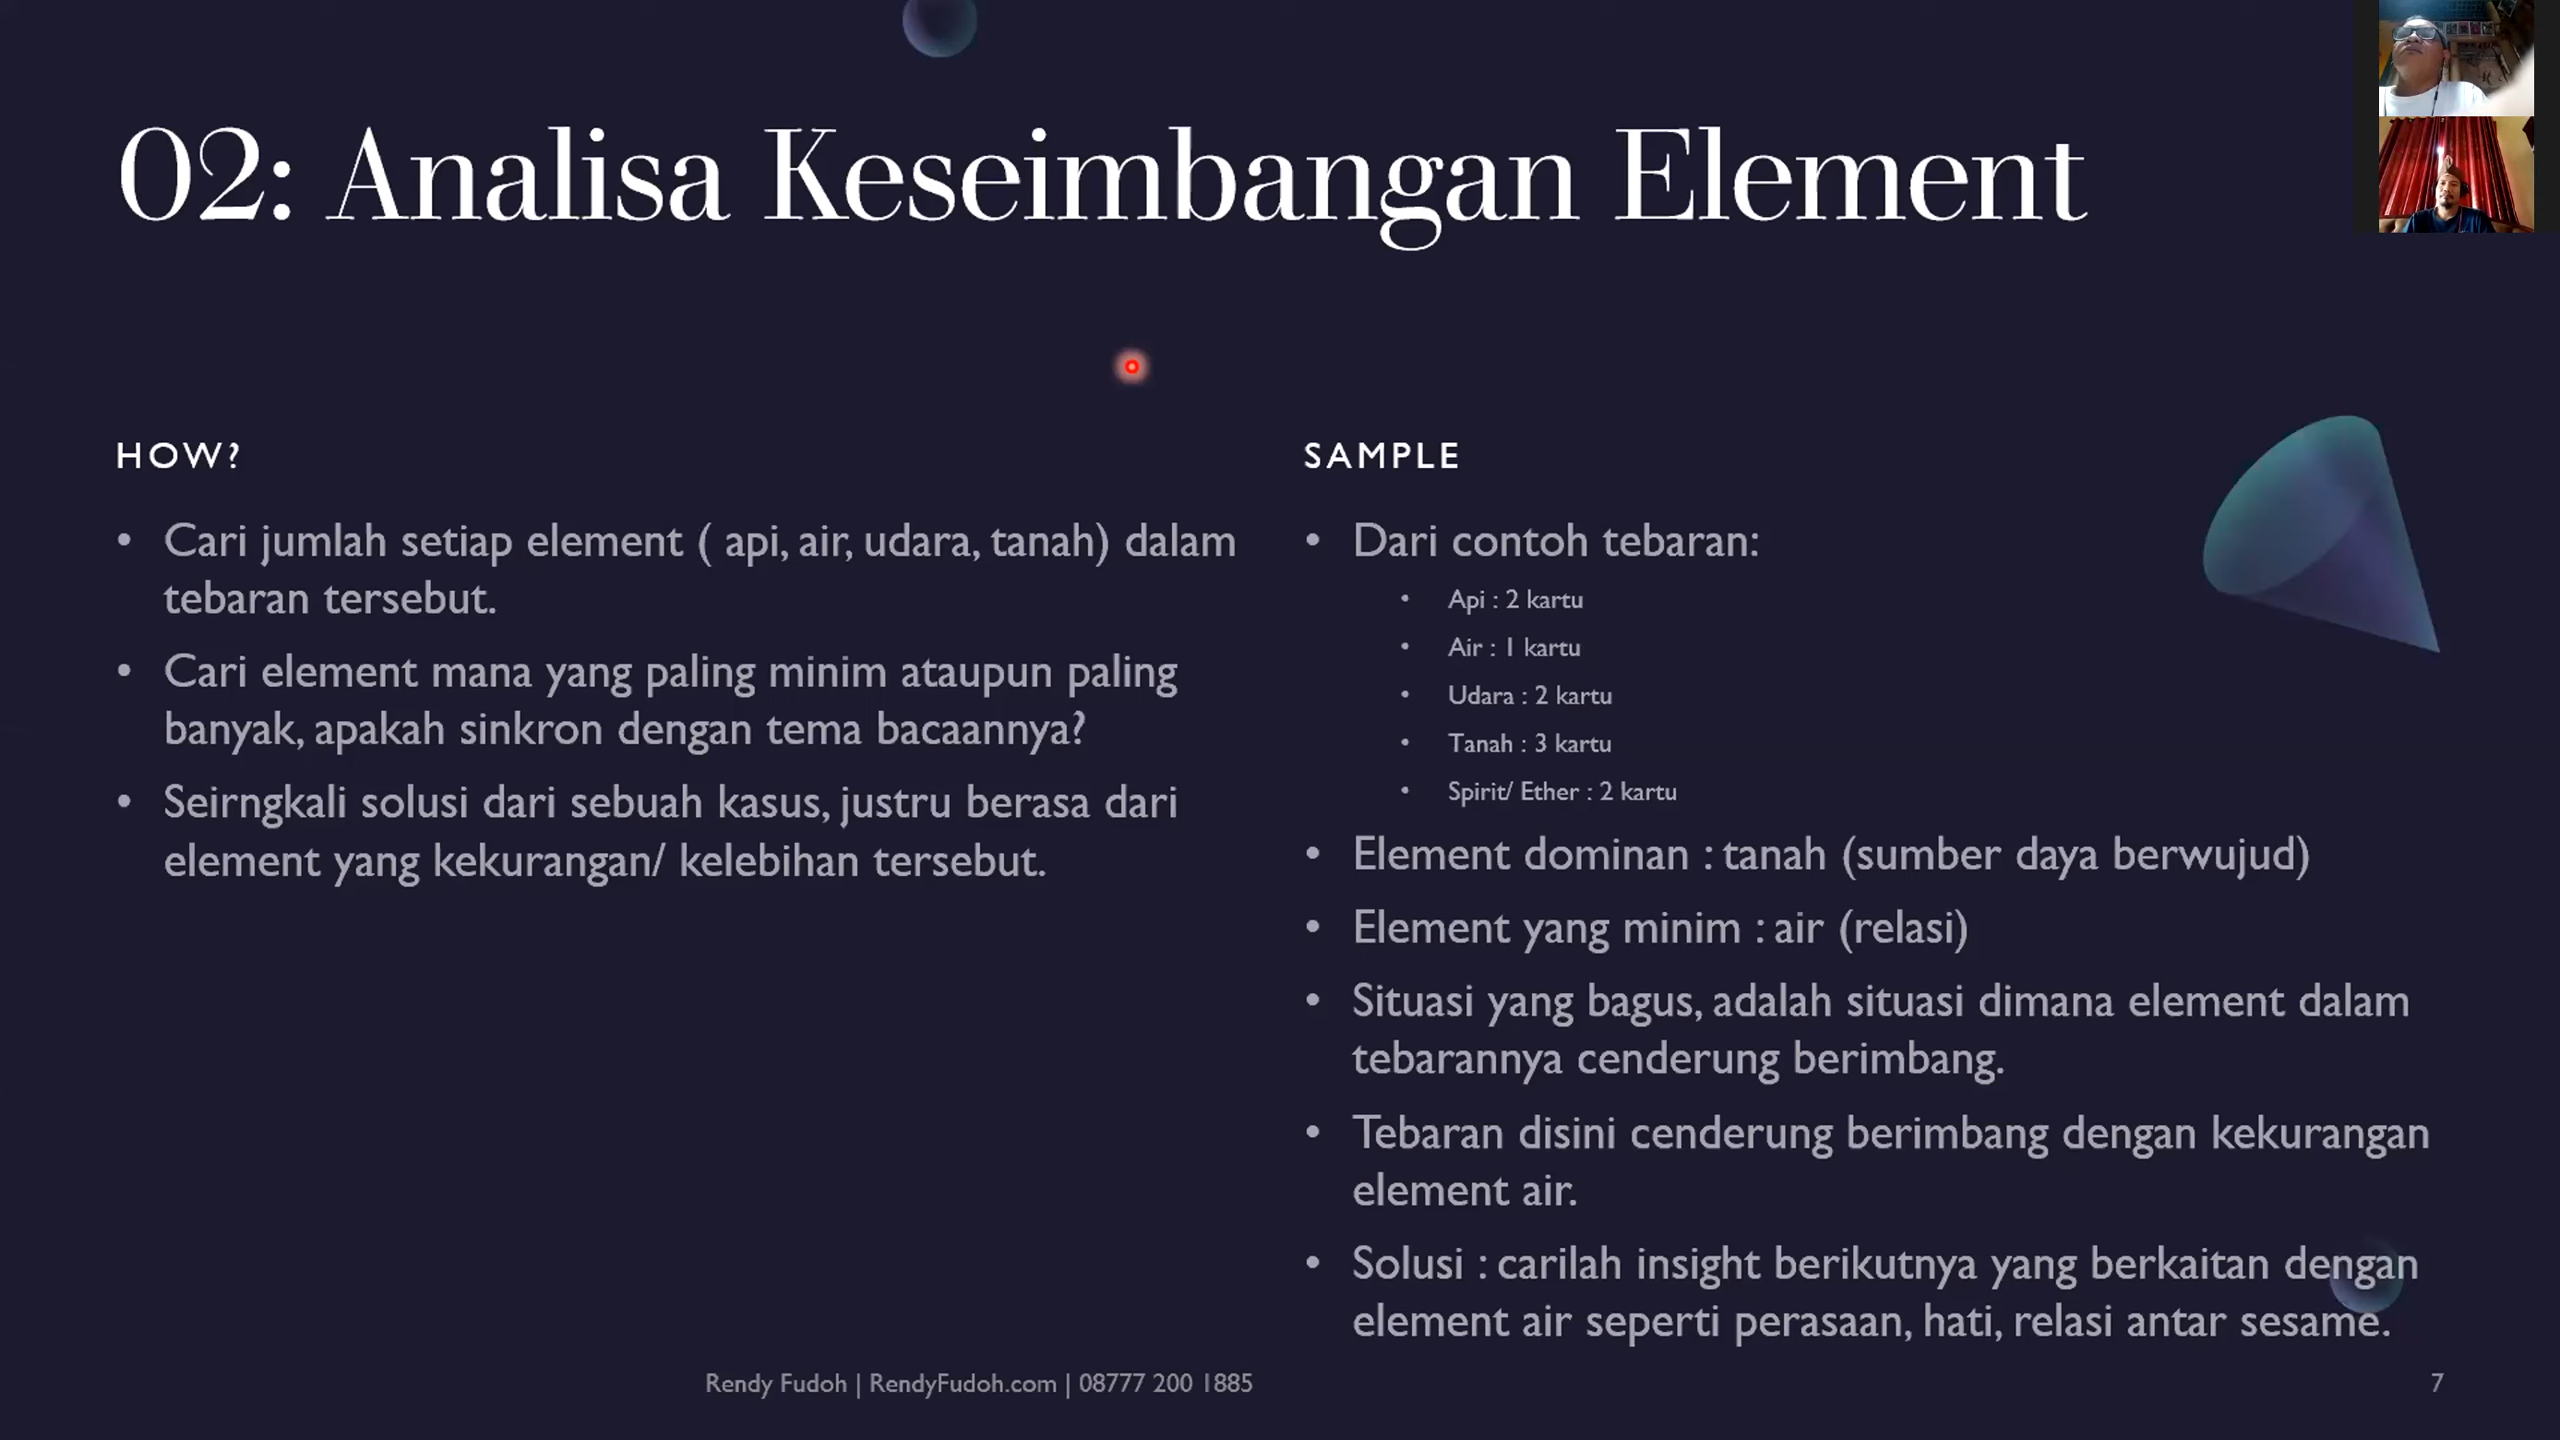 02: Analisa Keseimbangan Element
HOW?
• Cari jumlah setiap element ( api, air, udara, tanah) dalam
tebaran tersebut.
• Cari element mana yang paling minim ataupun paling
banyak, apakah sinkron dengan tema bacaannya?
• Seirngkali solusi dari sebuah kasus, justru berasa dari
element yang kekurangan/ kelebihan tersebut.
SAMPLE
• Dari contoh tebaran:
• Api : 2 kartu
• Air : 1 kartu
• Udara : 2 kartu
• Tanah : 3 kartu
• Spirit/ Ether : 2 kartu
• Element dominan : tanah (sumber daya berwujud)
• Element yang minim : air (relasi)
• Situasi yang bagus, adalah situasi dimana element dalam
tebarannya cenderung berimbang.
• Tebaran disini cenderung berimbang dengan kekurangan
element air.
• Solusi : carilah insight berikutnya yang berkaitan dengan
element air seperti perasaan, hati, relasi antar sesame.
Rendy Fudoh | RendyFudoh.com | 08777 200 1885
7